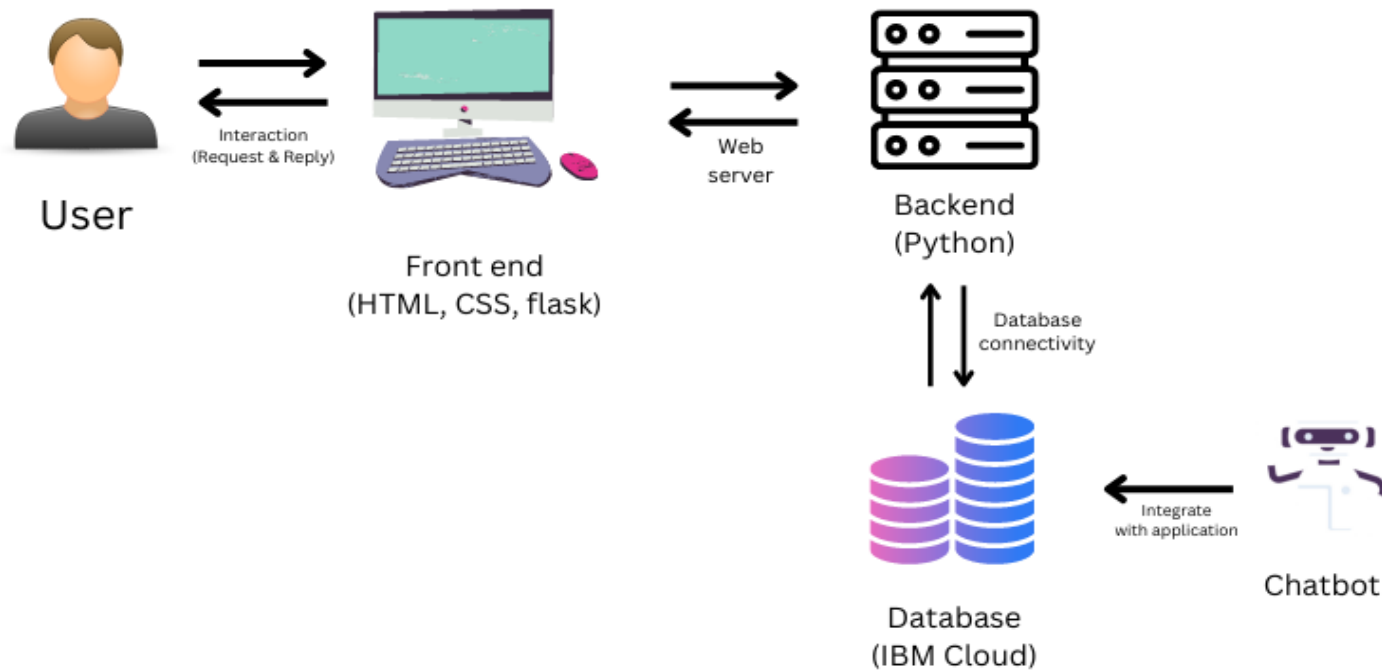 Interaction
(Request & Reply)
User
Front end
(HTML, CSS, flask)
Web
server
Backend
(Python)
Database
connectivity
Integrate
with application
Chatbot
Database
(IBM Cloud)